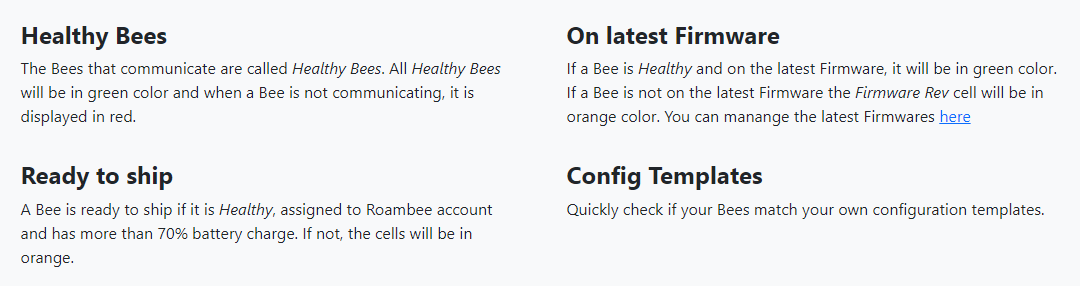 Healthy Bees
The Bees that communicate are called Healthy Bees. All Healthy Bees
will be in green color and when a Bee is not communicating, it is
displayed in red.
On latest Firmware
If a Bee is Healthy and on the latest Firmware, it will be in green color.
If a Bee is not on the latest Firmware the Firmware Rev cell will be in
orange color. You can manange the latest Firmwares here
Ready to ship
A Bee is ready to ship if it is Healthy, assigned to Roambee account
and has more than 70% battery charge. If not, the cells will be in
orange.
Config Templates
Quickly check if your Bees match your own configuration templates.